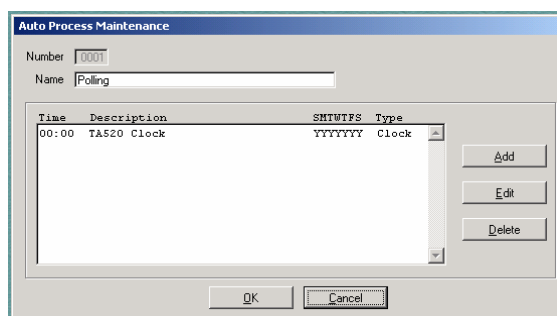 Auto Process Maintenance
Number 0001
Name Polling
Time Description SMTWTFS Type
00:00 TA520 Clock YYYYYYY Clock
Add
Edit
Delete
OK Cancel